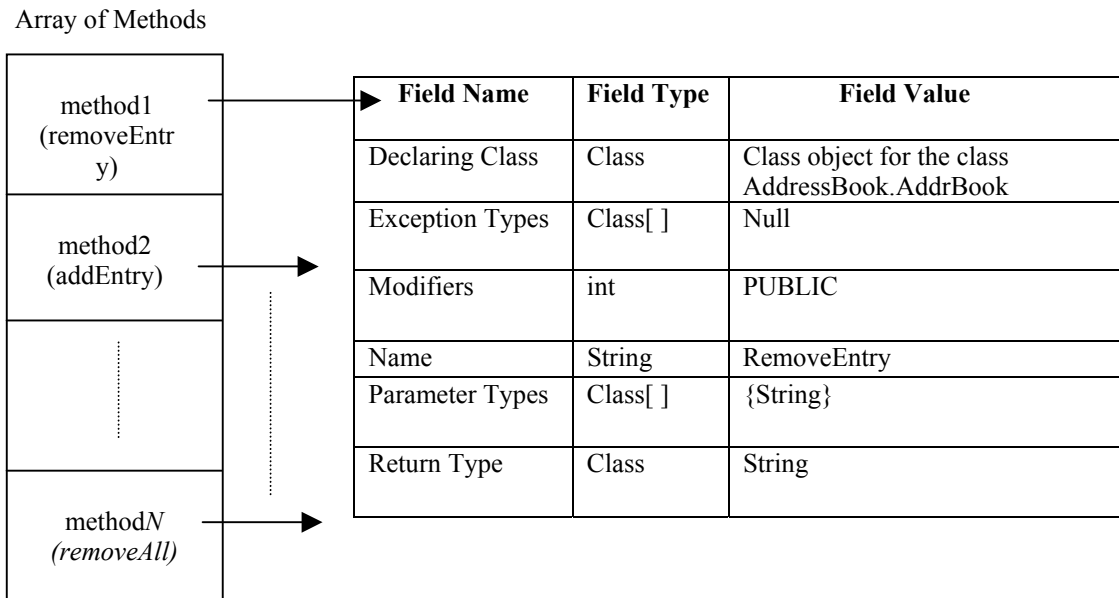 Array of Methods
method1
(removeEntr
y)
method2
(addEntry)
methodN
(removeAll)
Field Name Field Type Field Value
Declaring Class Class Class object for the class
AddressBook.AddrBook
Exception Types Class[ ] Null
Modifiers int PUBLIC
Name String RemoveEntry
Parameter Types Class[ ] {String}
Return Type Class String